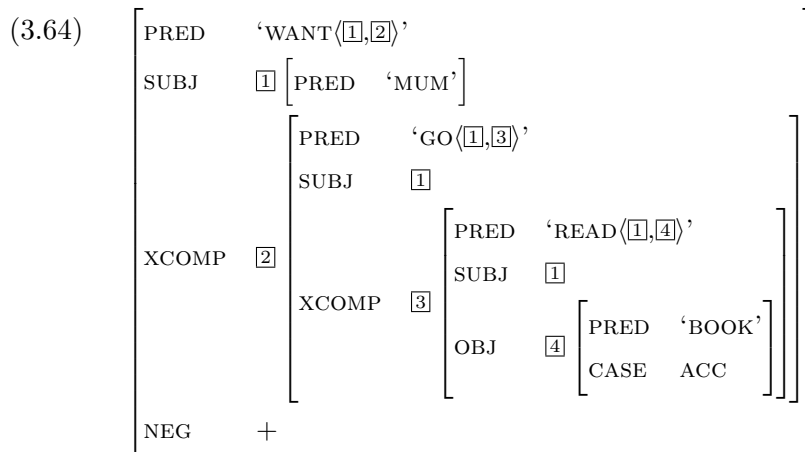 (3.64)
PRED ‘WANT⟨1,2⟩’
SUBJ 1 [PRED ‘MUM’]
PRED ‘GO⟨1,3⟩’
SUBJ 1
PRED ‘READ⟨1,4⟩’
XCOMP 2
SUBJ 1
XCOMP 3
PRED ‘BOOK’
OBJ 4
CASE ACC
NEG +